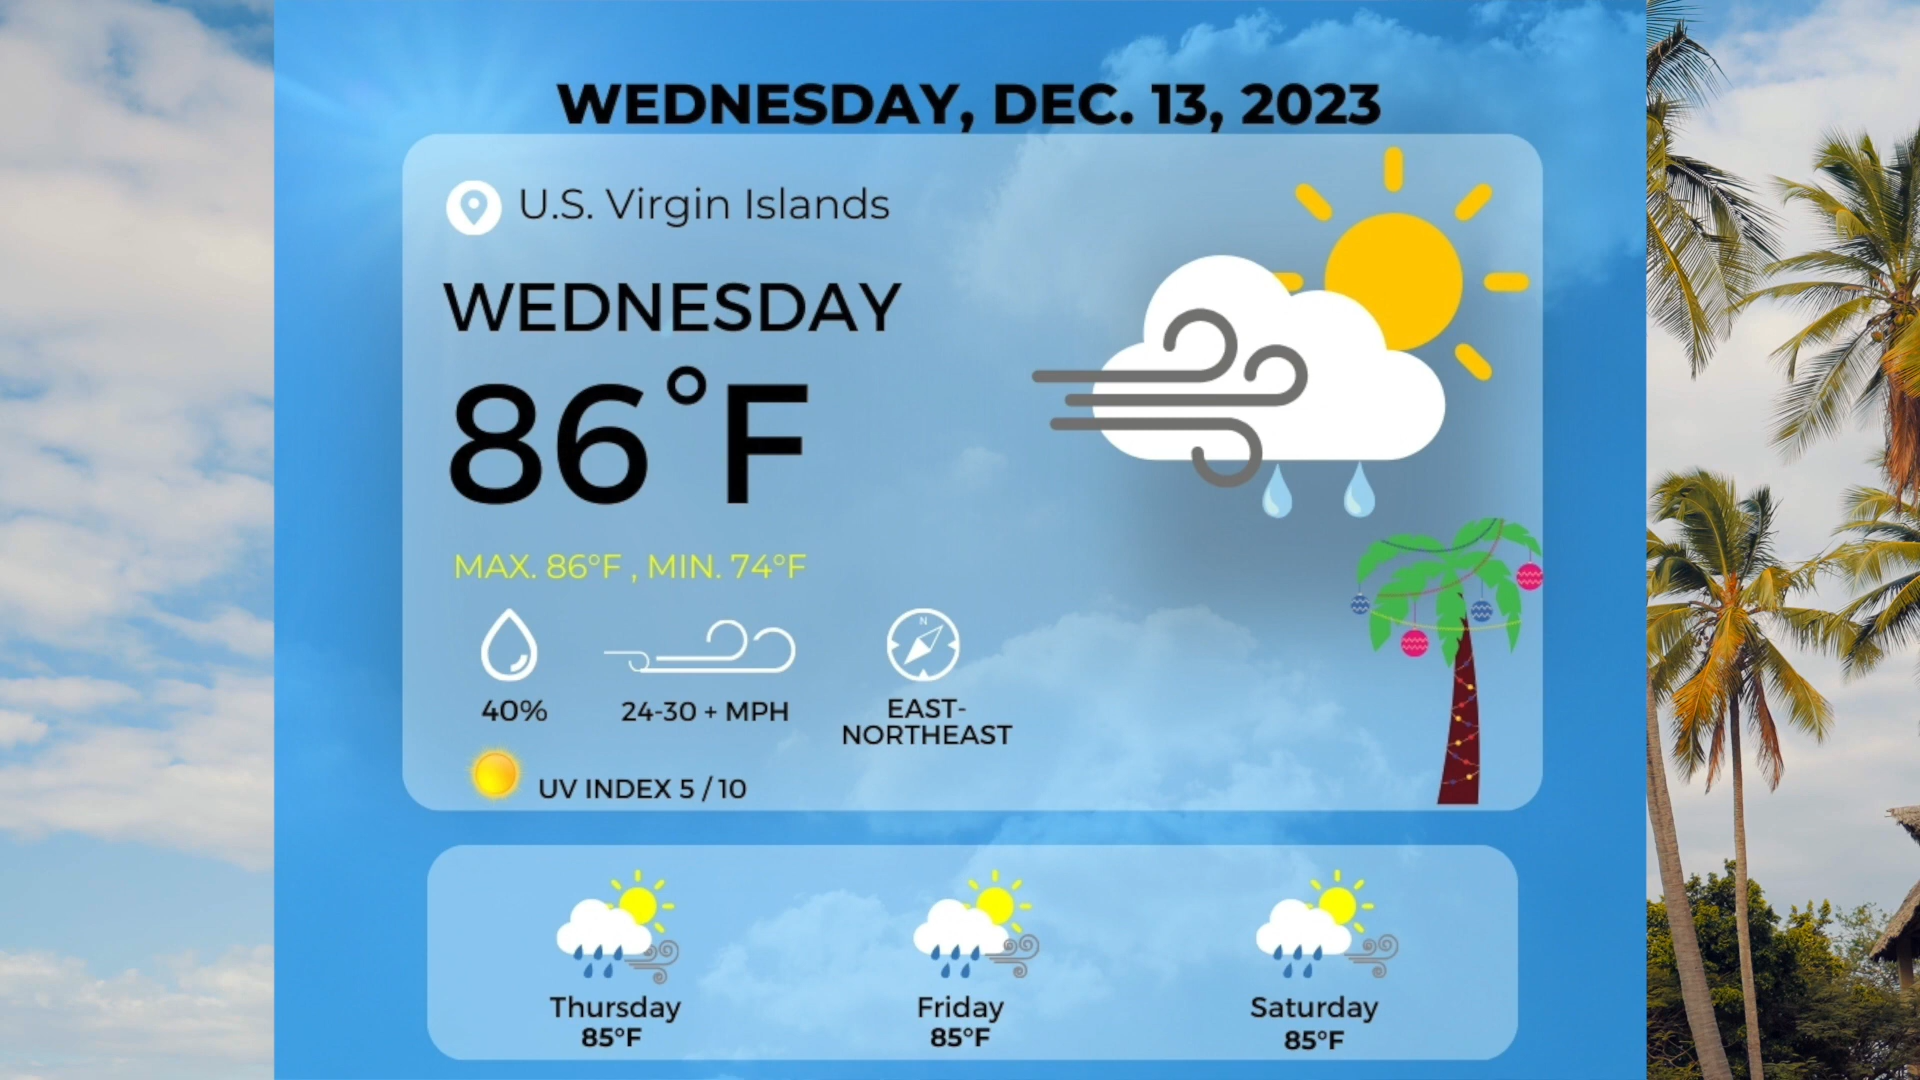 WEDNESDAY, DEC. 13, 2023
U.S. Virgin Islands
WEDNESDAY
86°F
MAX. 86°F , MIN. 74°F
N
40%
24-30 + MPH
EAST-
NORTHEAST
UV INDEX 5 / 10
Thursday
85°F
Friday
85°F
Saturday
85°F